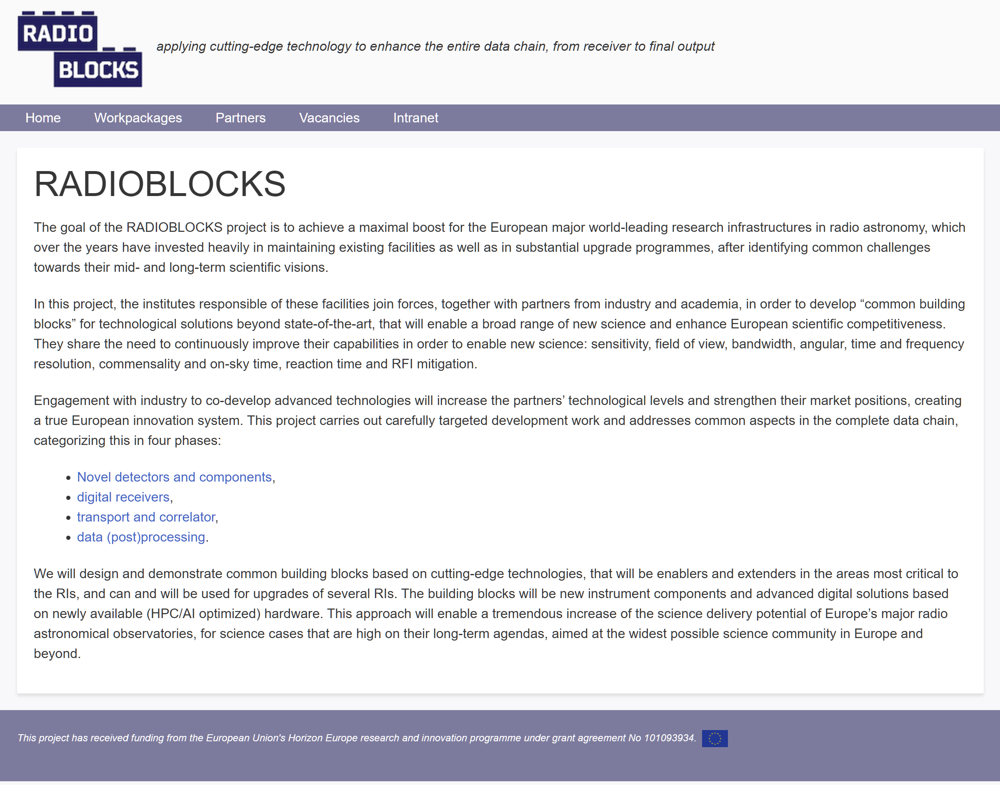 RADIO
BLOCKS
applying cutting-edge technology to enhance the entire data chain, from receiver to final output
Home Workpackages Partners Vacancies Intranet
RADIOBLOCKS
The goal of the RADIOBLOCKS project is to achieve a maximal boost for the European major world-leading research infrastructures in radio astronomy, which
over the years have invested heavily in maintaining existing facilities as well as in substantial upgrade programmes, after identifying common challenges
towards their mid- and long-term scientific visions.
In this project, the institutes responsible of these facilities join forces, together with partners from industry and academia, in order to develop “common building
blocks” for technological solutions beyond state-of-the-art, that will enable a broad range of new science and enhance European scientific competitiveness.
They share the need to continuously improve their capabilities in order to enable new science: sensitivity, field of view, bandwidth, angular, time and frequency
resolution, commensality and on-sky time, reaction time and RFI mitigation.
Engagement with industry to co-develop advanced technologies will increase the partners’ technological levels and strengthen their market positions, creating
a true European innovation system. This project carries out carefully targeted development work and addresses common aspects in the complete data chain,
categorizing this in four phases:
• Novel detectors and components,
• digital receivers,
• transport and correlator,
• data (post)processing.
We will design and demonstrate common building blocks based on cutting-edge technologies, that will be enablers and extenders in the areas most critical to
the RIs, and can and will be used for upgrades of several RIs. The building blocks will be new instrument components and advanced digital solutions based
on newly available (HPC/AI optimized) hardware. This approach will enable a tremendous increase of the science delivery potential of Europe’s major radio
astronomical observatories, for science cases that are high on their long-term agendas, aimed at the widest possible science community in Europe and
beyond.
This project has received funding from the European Union's Horizon Europe research and innovation programme under grant agreement No 101093934.